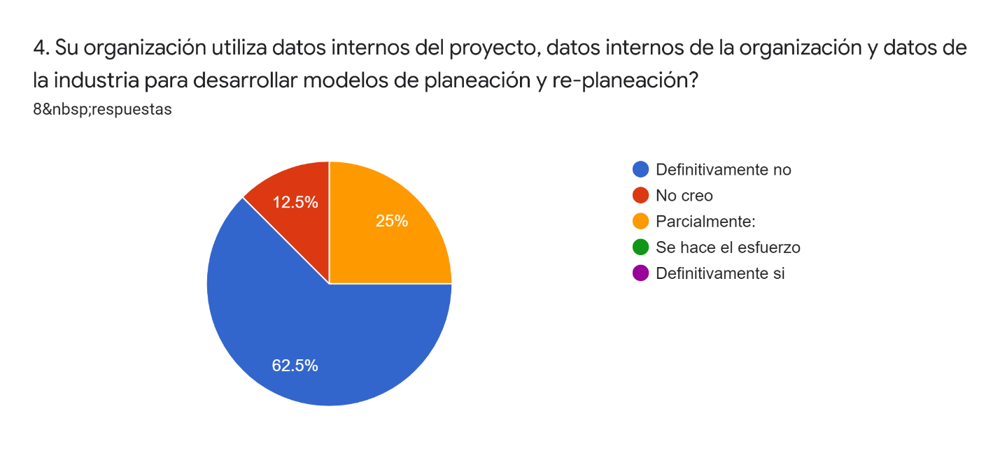 4. Su organización utiliza datos internos del proyecto, datos internos de la organización y datos de
la industria para desarrollar modelos de planeación y re-planeación?
8&nbsp;respuestas
Definitivamente no
No creo
Parcialmente:
Se hace el esfuerzo
Definitivamente si
12.5%
25%
62.5%